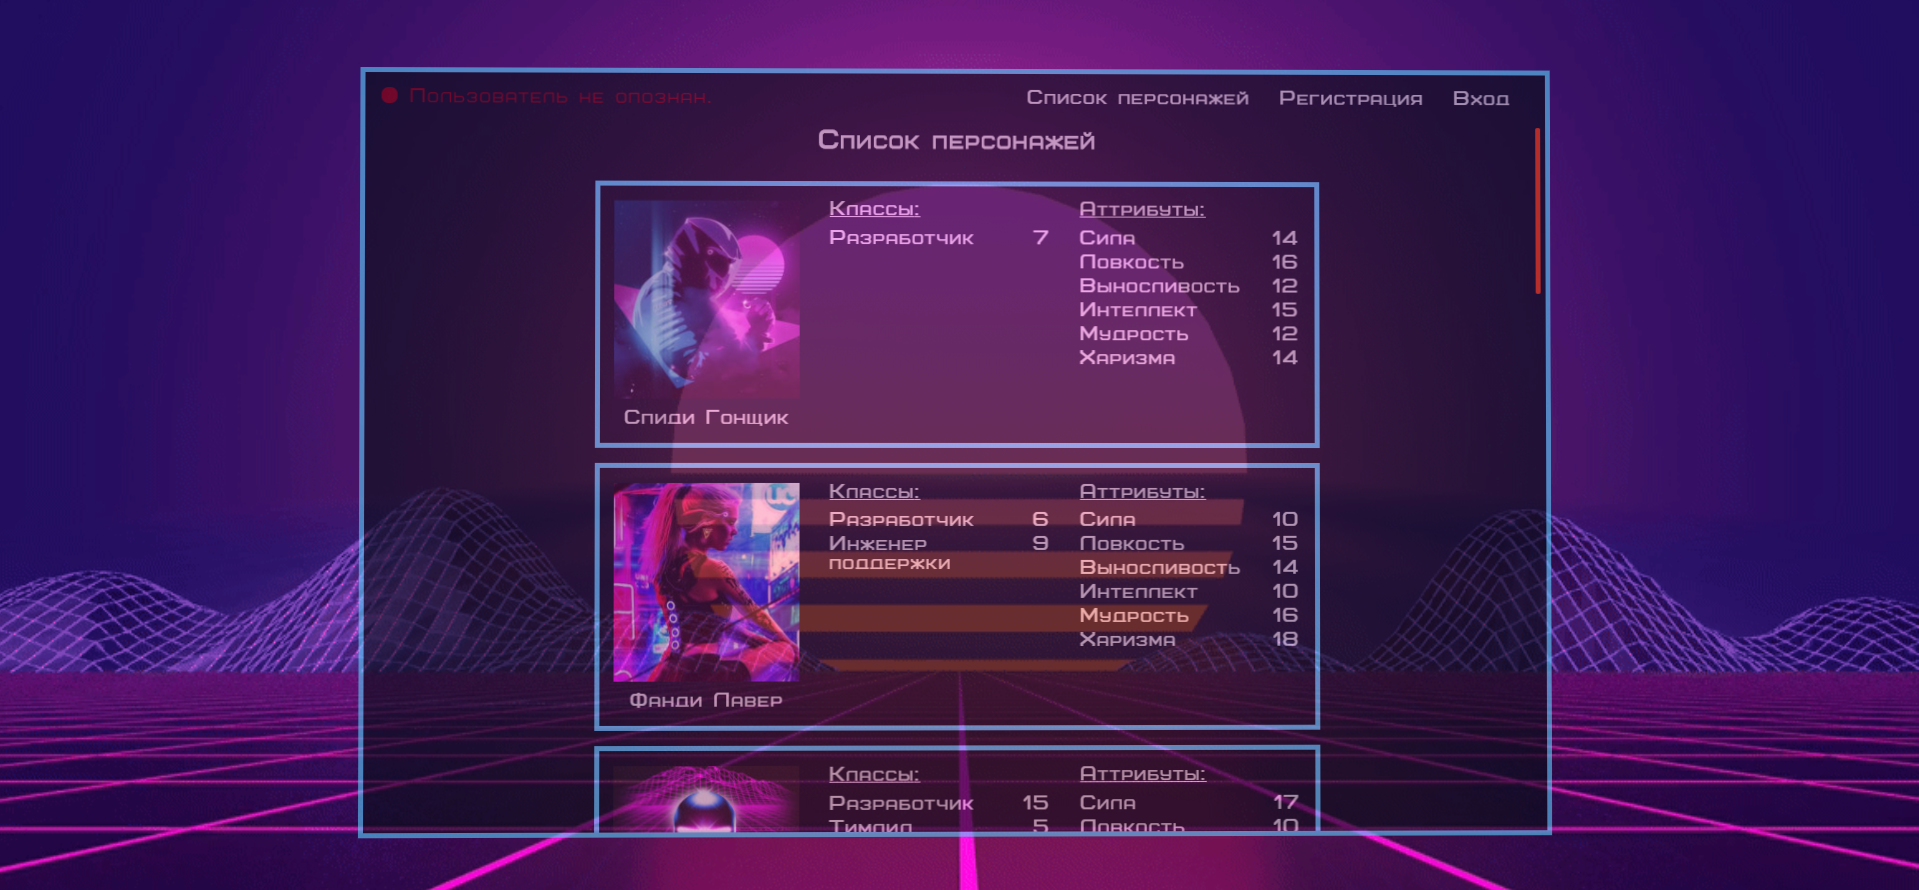 Пользователь не опознан.
Список персонажей Регистрация Вход
Список персонажей
Классы:
Разработчик 7
Аттрибуты:
Сила 14
Ловкость 16
Выносливость 12
Интеллект 15
Мудрость 12
Харизма 14
Спиди Гонщик
Классы:
Разработчик 6
Инженер 9
поддержки
Аттрибуты:
Сила 10
Ловкость 15
Выносливость 14
Интеллект 10
Мудрость 16
Харизма 18
Фанди Павер
Классы:
Разработчик 15
Тимлид 5
Аттрибуты:
Сила 17
Ловкость 10